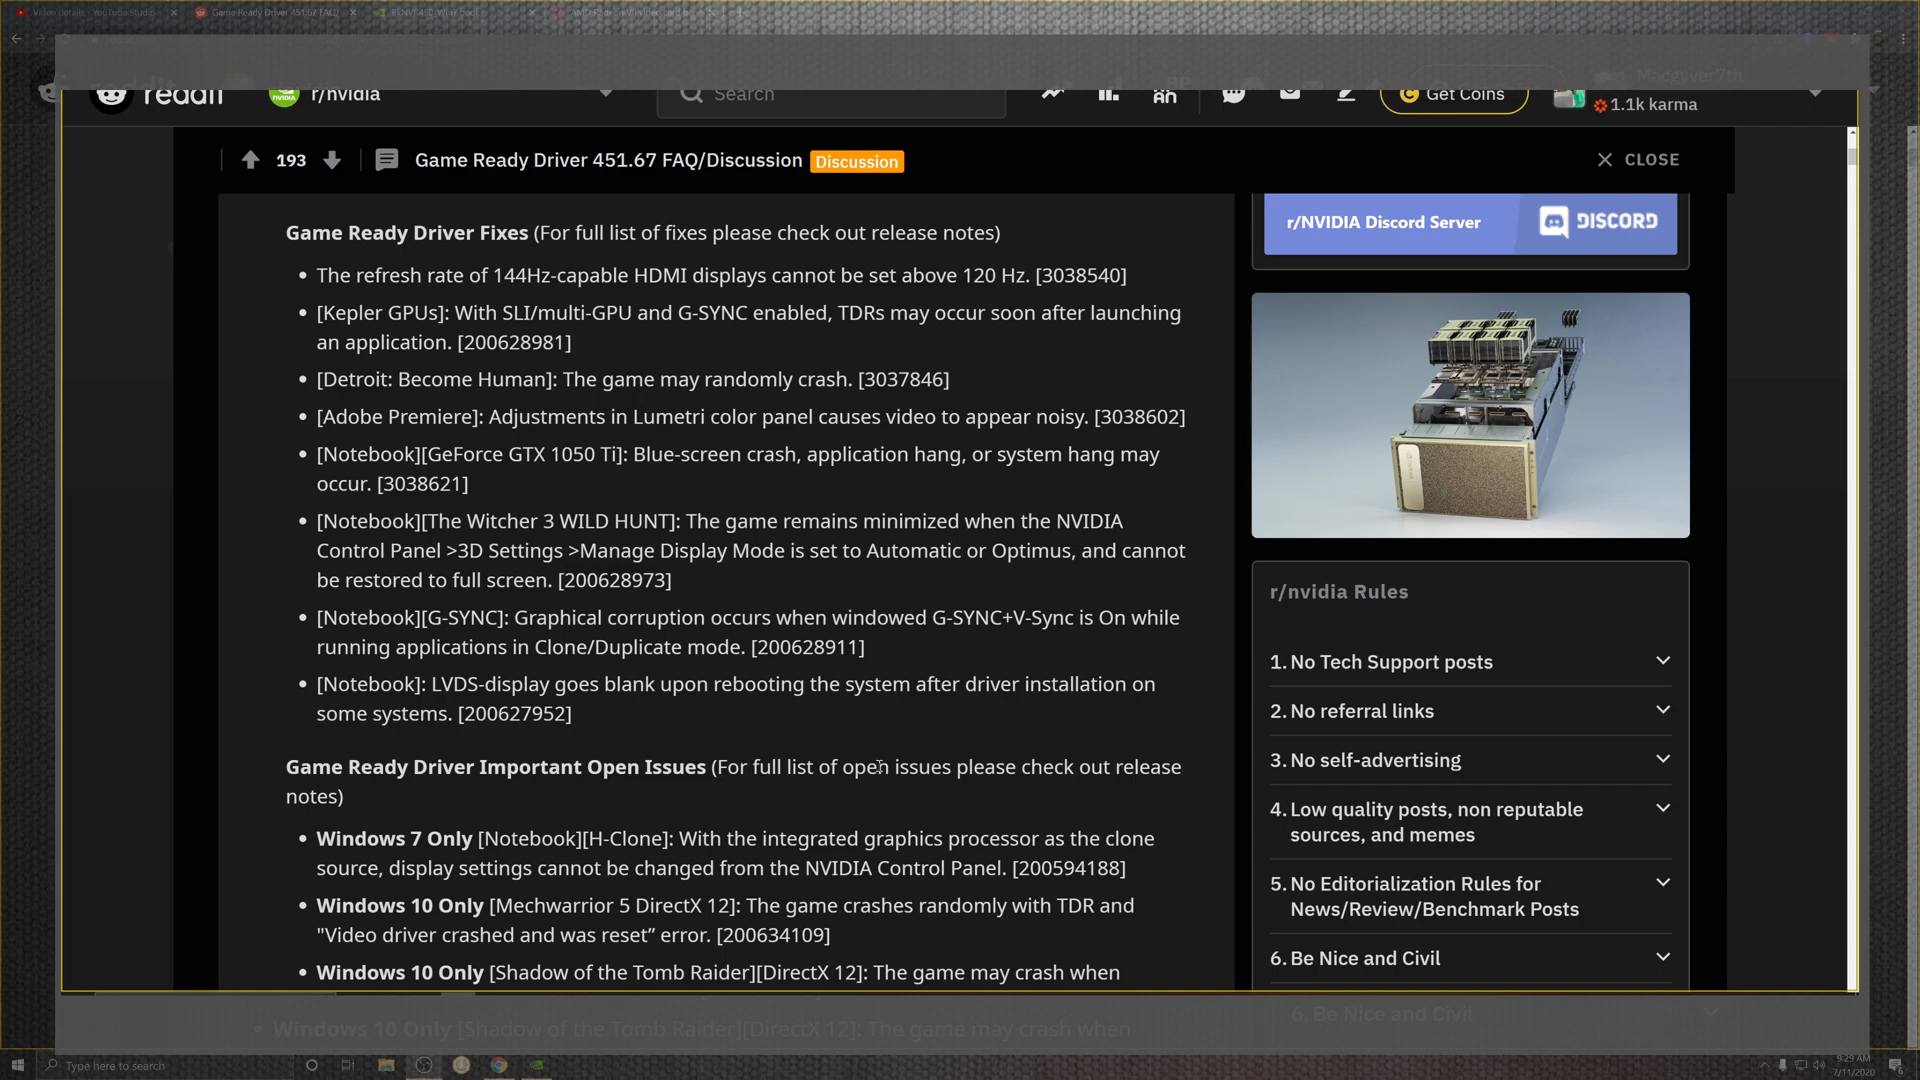 Video details - YouTube Studio
Game Ready Driver 451.67 FAQ/
reddit
r/nvidia
Search
Get Coins
Macgyver7th
1.1k karma
193
Game Ready Driver 451.67 FAQ/Discussion Discussion
CLOSE
Game Ready Driver Fixes (For full list of fixes please check out release notes)
• The refresh rate of 144Hz-capable HDMI displays cannot be set above 120 Hz. [3038540]
• [Kepler GPUs]: With SLI/multi-GPU and G-SYNC enabled, TDRs may occur soon after launching
an application. [200628981]
• [Detroit: Become Human]: The game may randomly crash. [3037846]
• [Adobe Premiere]: Adjustments in Lumetri color panel causes video to appear noisy. [3038602]
• [Notebook][GeForce GTX 1050 Ti]: Blue-screen crash, application hang, or system hang may
occur. [3038621]
• [Notebook][The Witcher 3 WILD HUNT]: The game remains minimized when the NVIDIA
Control Panel >3D Settings >Manage Display Mode is set to Automatic or Optimus, and cannot
be restored to full screen. [200628973]
• [Notebook][G-SYNC]: Graphical corruption occurs when windowed G-SYNC+V-Sync is On while
running applications in Clone/Duplicate mode. [200628911]
• [Notebook]: LVDS-display goes blank upon rebooting the system after driver installation on
some systems. [200627952]
Game Ready Driver Important Open Issues (For full list of open issues please check out release
notes)
• Windows 7 Only [Notebook][H-Clone]: With the integrated graphics processor as the clone
source, display settings cannot be changed from the NVIDIA Control Panel. [200594188]
• Windows 10 Only [Mechwarrior 5 DirectX 12]: The game crashes randomly with TDR and
"Video driver crashed and was reset” error. [200634109]
• Windows 10 Only [Shadow of the Tomb Raider][DirectX 12]: The game may crash when
r/NVIDIA Discord Server
DISCORD
r/nvidia Rules
1. No Tech Support posts
2. No referral links
3. No self-advertising
4. Low quality posts, non reputable
sources, and memes
5. No Editorialization Rules for
News/Review/Benchmark Posts
6. Be Nice and Civil
6. Be Nice and Civil
• Windows 10 Only [Shadow of the Tomb Raider][DirectX 12]: The game may crash when
Type here to search
9:29 AM
7/11/2020